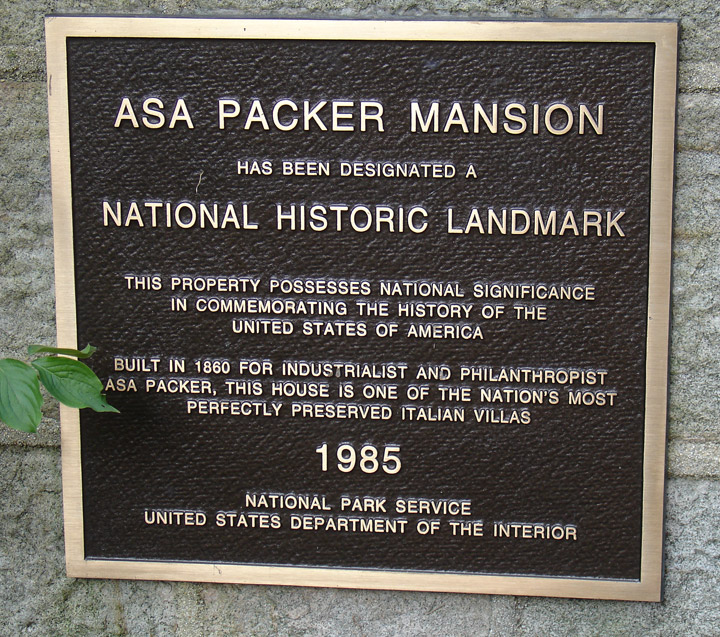 ASA PACKER MANSION
HAS BEEN DESIGNATED A
NATIONAL HISTORIC LANDMARK
THIS PROPERTY POSSESSES NATIONAL SIGNIFICANCE
IN COMMEMORATING THE HISTORY OF THE
UNITED STATES OF AMERICA
BUILT IN 1860 FOR INDUSTRIALIST AND PHILANTHROPIST
ASA PACKER, THIS HOUSE IS ONE OF THE NATION'S MOST
PERFECTLY PRESERVED ITALIAN VILLAS
1985
NATIONAL PARK SERVICE
UNITED STATES DEPARTMENT OF THE INTERIOR